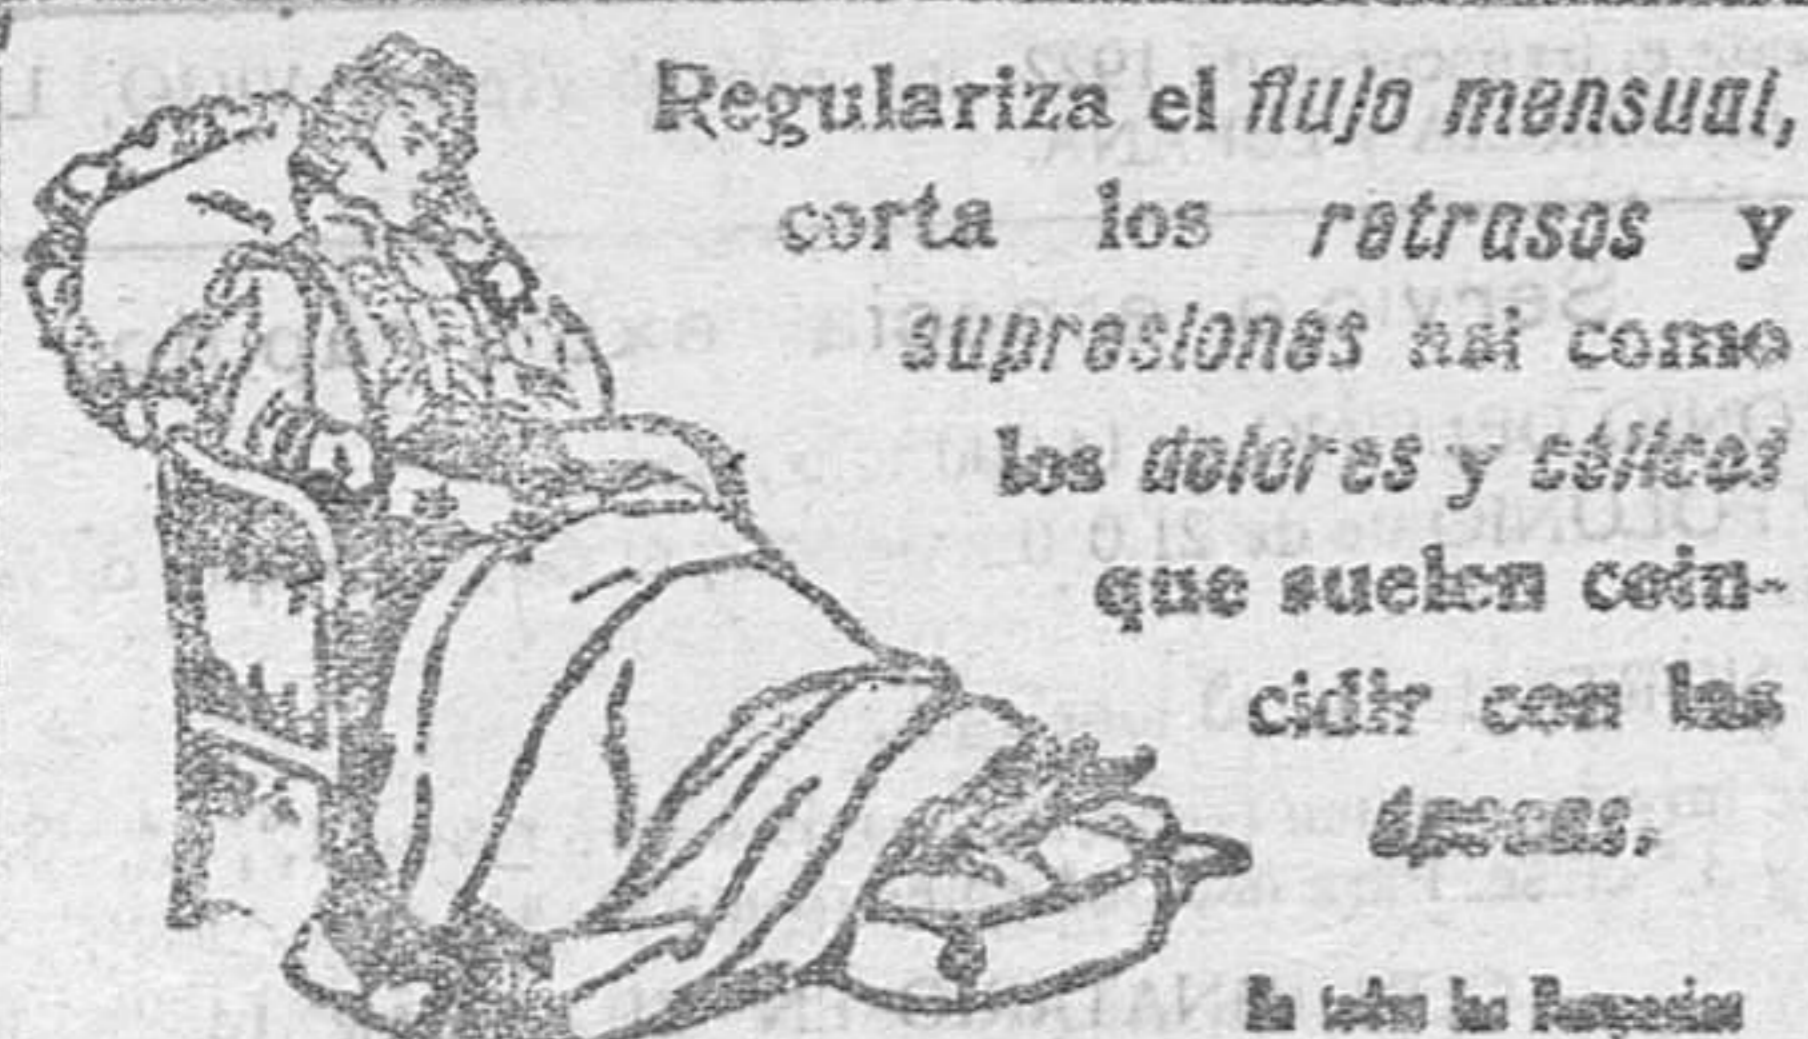 Regulariza el flujo mensual,
corta los retrasos y
supresiones asi como
los dolores y cólicos
que suelen coin-
cidir con las
épocas.
En todas las Farmacias